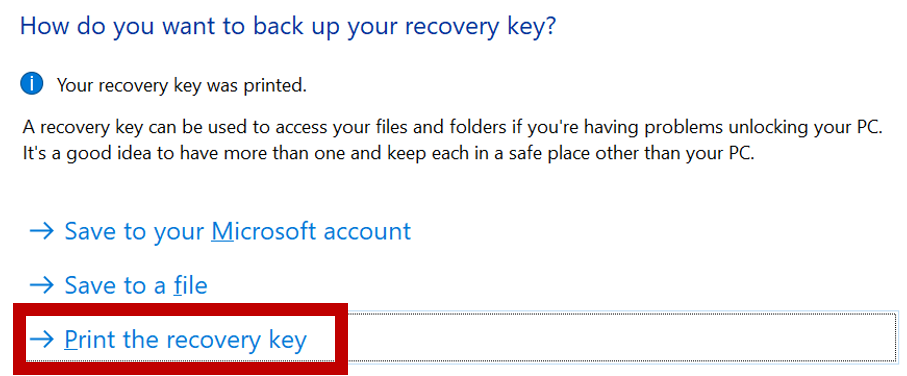 How do you want to back up your recovery key?
i Your recovery key was printed.
A recovery key can be used to access your files and folders if you're having problems unlocking your PC.
It's a good idea to have more than one and keep each in a safe place other than your PC.
→ Save to your Microsoft account
→ Save to a file
→ Print the recovery key